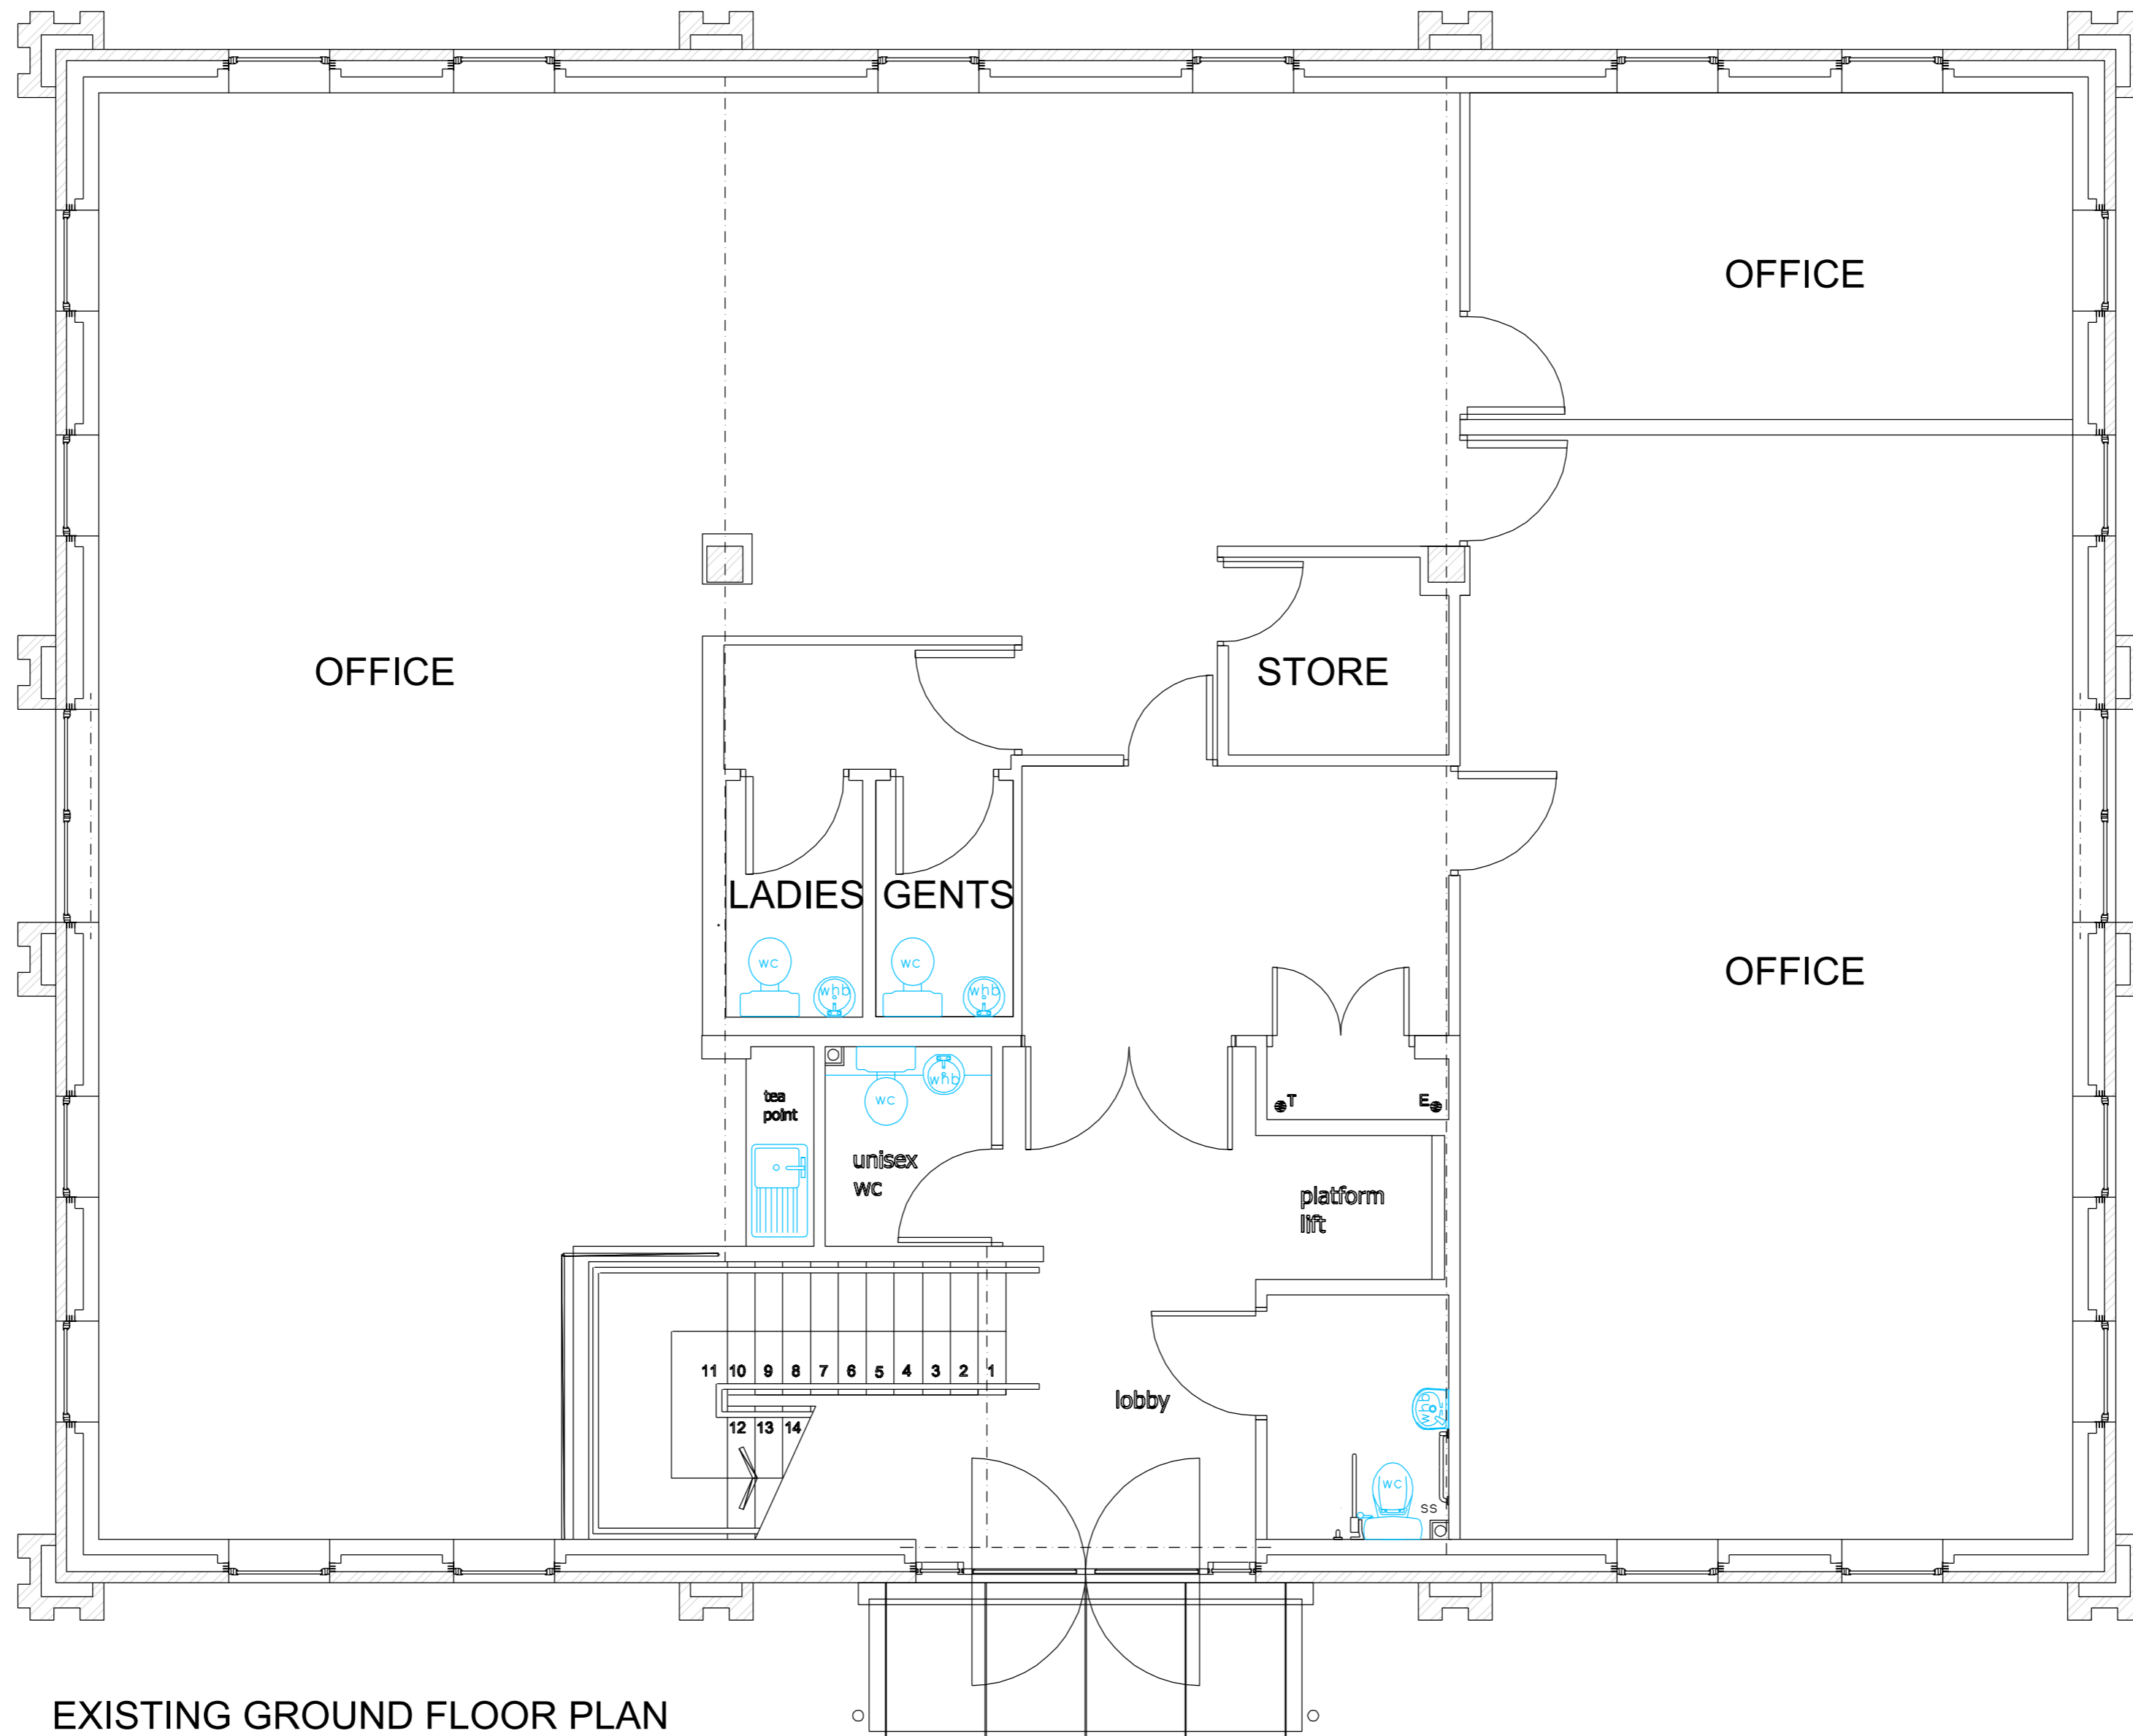 OFFICE
OFFICE
STORE
LADIES
GENTS
OFFICE
WC
whb
WC
whb
tea
point
WC
whb
T
E
unisex
WC
platform
lift
11 10 9 8 7 6 5 4 3 2 1
lobby
whb
12 13 14
WC
SS
EXISTING GROUND FLOOR PLAN